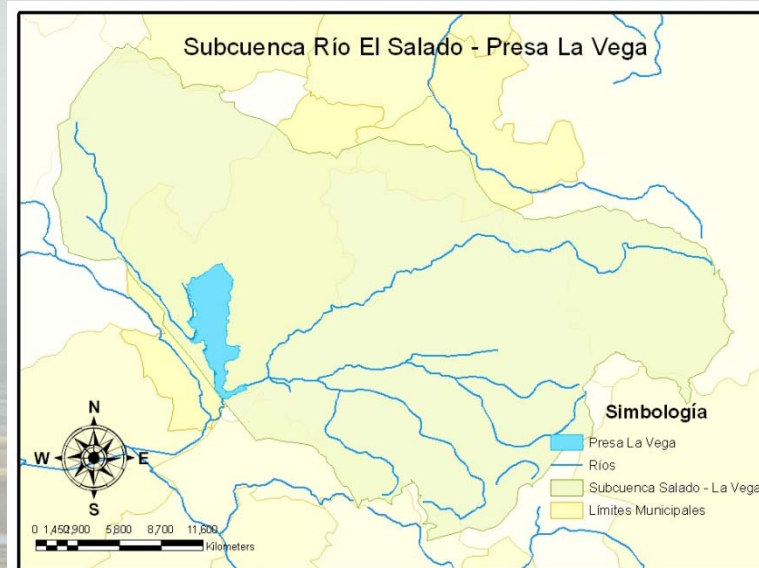 Subcuenca Río El Salado - Presa La Vega
N
W E
S
Simbología
Presa La Vega
Ríos
Subcuenca Salado - La Vega
Límites Municipales
0 1,450 2,900 5,800 8,700 11,600
Kilometers